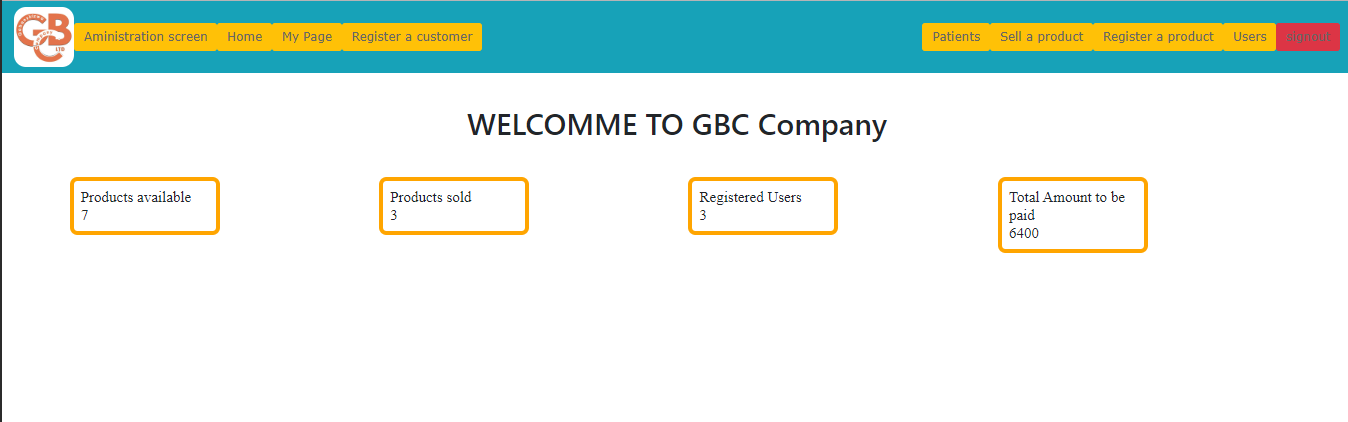 GBC LTD
Aministration screen Home My Page Register a customer Patients Sell a product Register a product Users signout
WELCOMME TO GBC Company
Products available
7
Products sold
3
Registered Users
3
Total Amount to be
paid
6400